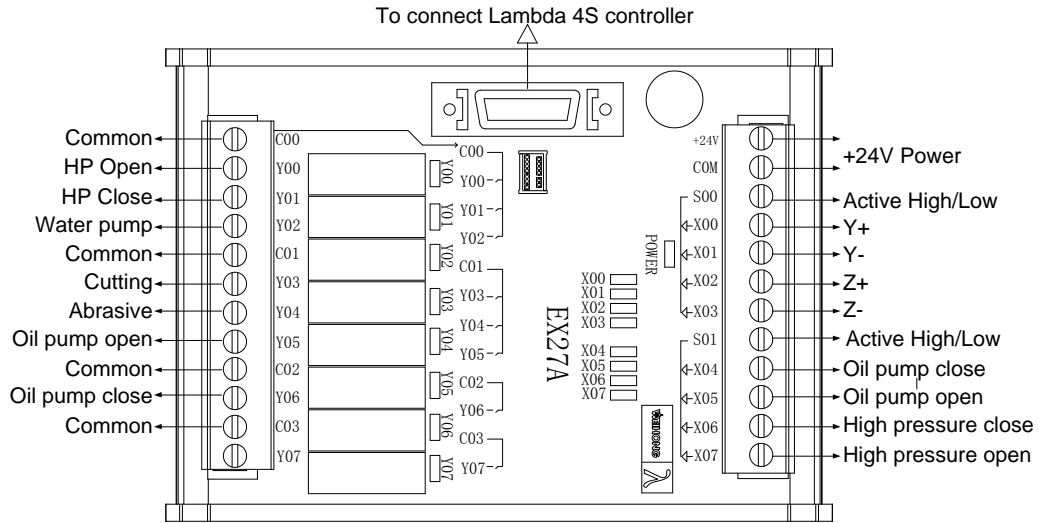 To connect Lambda 4S controller
Common
HP Open
HP Close
Water pump
Common
Cutting
Abrasive
Oil pump open
Common
Oil pump close
Common
C00
Y00
Y01
Y02
C01
Y03
Y04
Y05
C02
Y06
C03
Y07
Y00
Y01
Y02
Y03
Y04
Y05
Y06
Y07
C00
Y00
Y01
Y02
C01
Y03
Y04
Y05
C02
Y06
C03
Y07
EX27A
POWER
X00
X01
X02
X03
X04
X05
X06
X07
WEIHONG
λ
+24V
COM
S00
X00
X01
X02
X03
S01
X04
X05
X06
X07
+24V Power
Active High/Low
Y+
Y-
Z+
Z-
Active High/Low
Oil pump close
Oil pump open
High pressure close
High pressure open